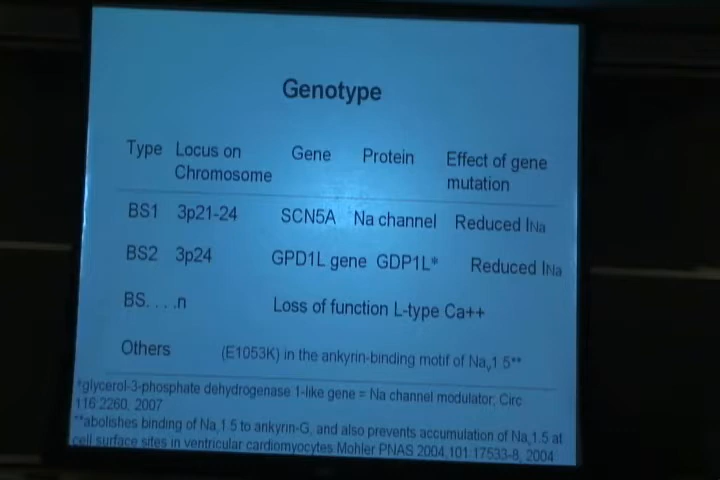 Genotype
Type Locus on Chromosome Gene Protein Effect of gene mutation
BS1 3p21-24 SCN5A Na channel Reduced INa
BS2 3p24 GPD1L gene GDP1L* Reduced INa
BS. . . .n Loss of function L-type Ca++
Others (E1053K) in the ankyrin-binding motif of Nav1 5**
*glycerol-3-phosphate dehydrogenase 1-like gene = Na channel modulator; Circ
116:2260, 2007
**abolishes binding of Nav1 5 to ankyrin-G, and also prevents accumulation of Nav1.5 at
cell surface sites in ventricular cardiomyocytes Mohler PNAS 2004,101:17533-8, 2004